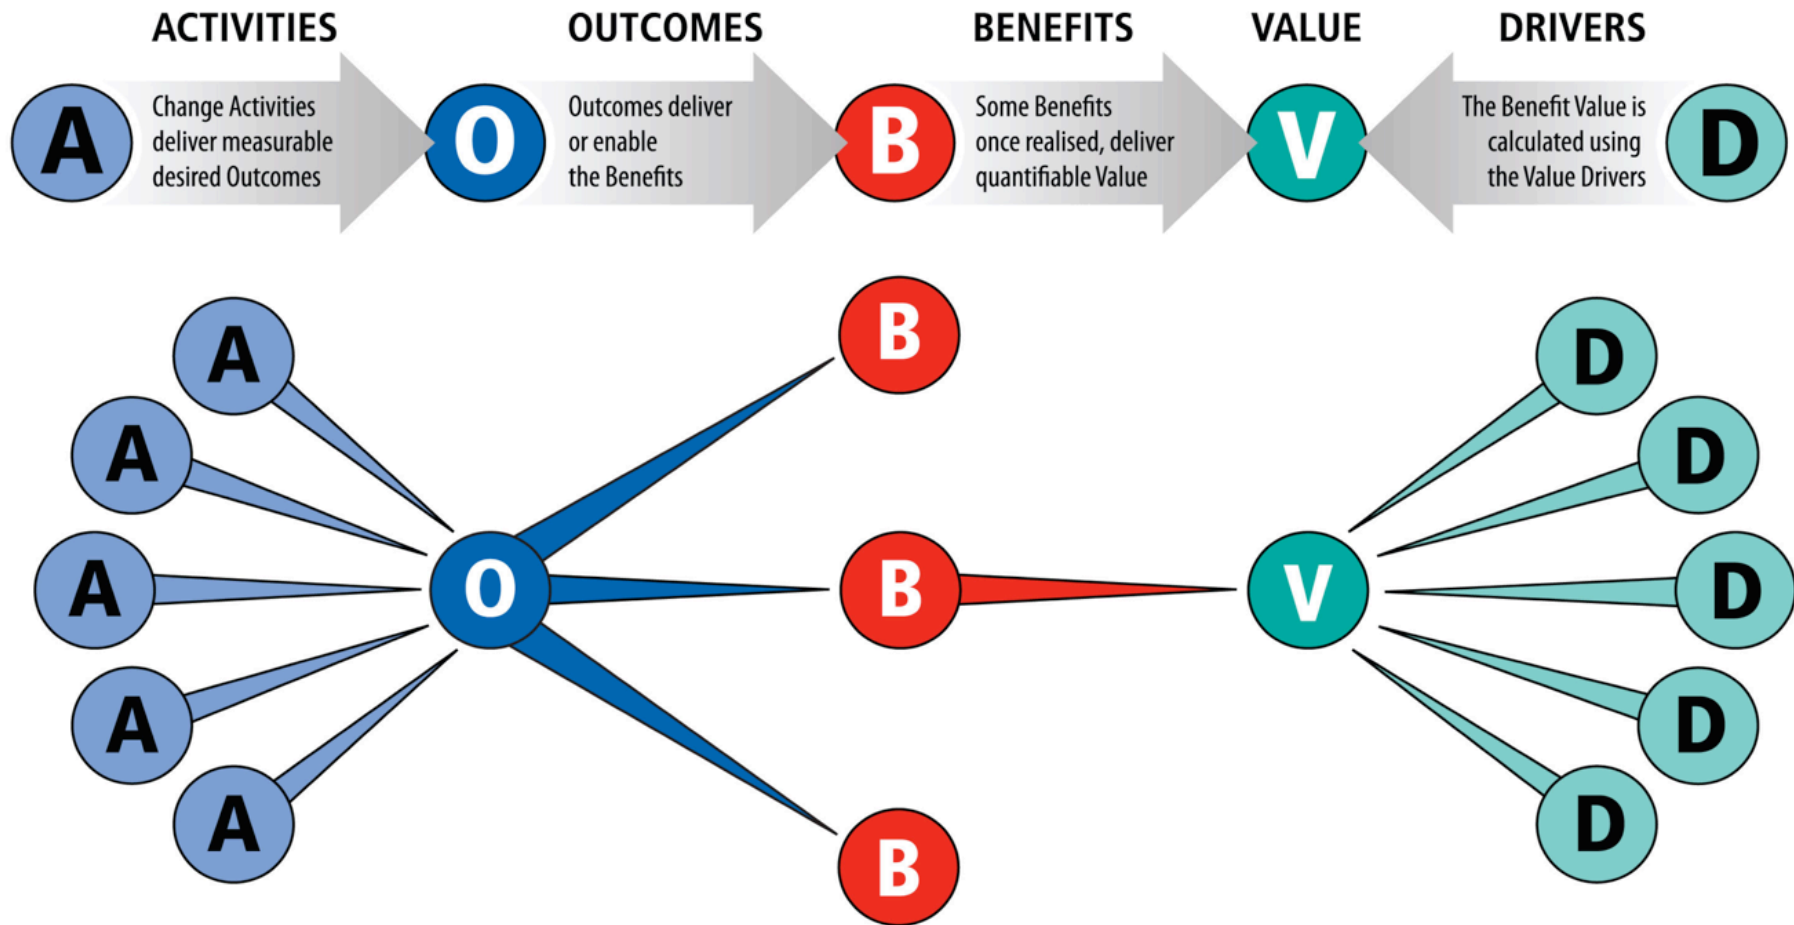 ACTIVITIES
OUTCOMES
BENEFITS
VALUE
DRIVERS
A
Change Activities
deliver measurable
desired Outcomes
O
Outcomes deliver
or enable
the Benefits
B
Some Benefits
once realised, deliver
quantifiable Value
V
The Benefit Value is
calculated using
the Value Drivers
D
A
A
A
A
A
O
B
B
B
V
D
D
D
D
D